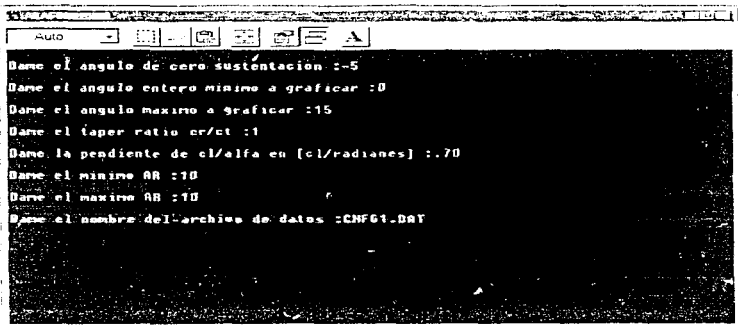 Auto
A
Dame el angulo de cero sustentacion :-5
Dame el angulo entero minimo a graficar :0
Dame el angulo maximo a graficar :15
Dame el taper ratio cr/ct :1
Dame la pendiente de cl/alfa en [cl/radianes] :.70
Dame el minimo AR :10
Dame el maximo AR :10
Dame el nombre del archivo de datos :CNFG1.DAT